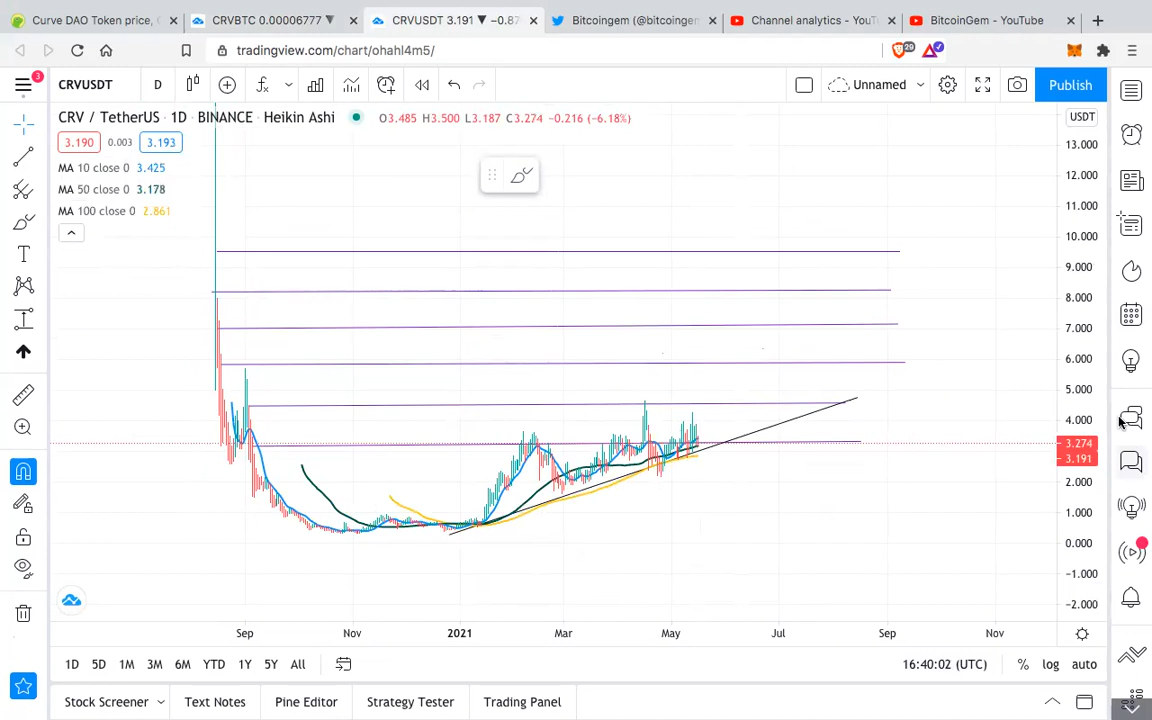 Curve DAO Token price,
CRVBTC 0.00006777 ▼
CRVUSDT 3.191 ▼ −0.87
Bitcoingem (@bitcoingem
Channel analytics - YouT
BitcoinGem - YouTube
tradingview.com/chart/ohahl4m5/
29
3
CRVUSDT
D
Unnamed
Publish
CRV / TetherUS · 1D · BINANCE · Heikin Ashi
O3.485 H3.500 L3.187 C3.274 −0.216 (−6.18%)
USDT
3.190 0.003 3.193
MA 10 close 0 3.425
MA 50 close 0 3.178
MA 100 close 0 2.861
13.000
12.000
11.000
10.000
9.000
8.000
7.000
6.000
5.000
4.000
3.274
3.191
2.000
1.000
0.000
−1.000
−2.000
Sep Nov 2021 Mar May Jul Sep Nov
1D 5D 1M 3M 6M YTD 1Y 5Y All
16:40:02 (UTC) % log auto
Stock Screener Text Notes Pine Editor Strategy Tester Trading Panel